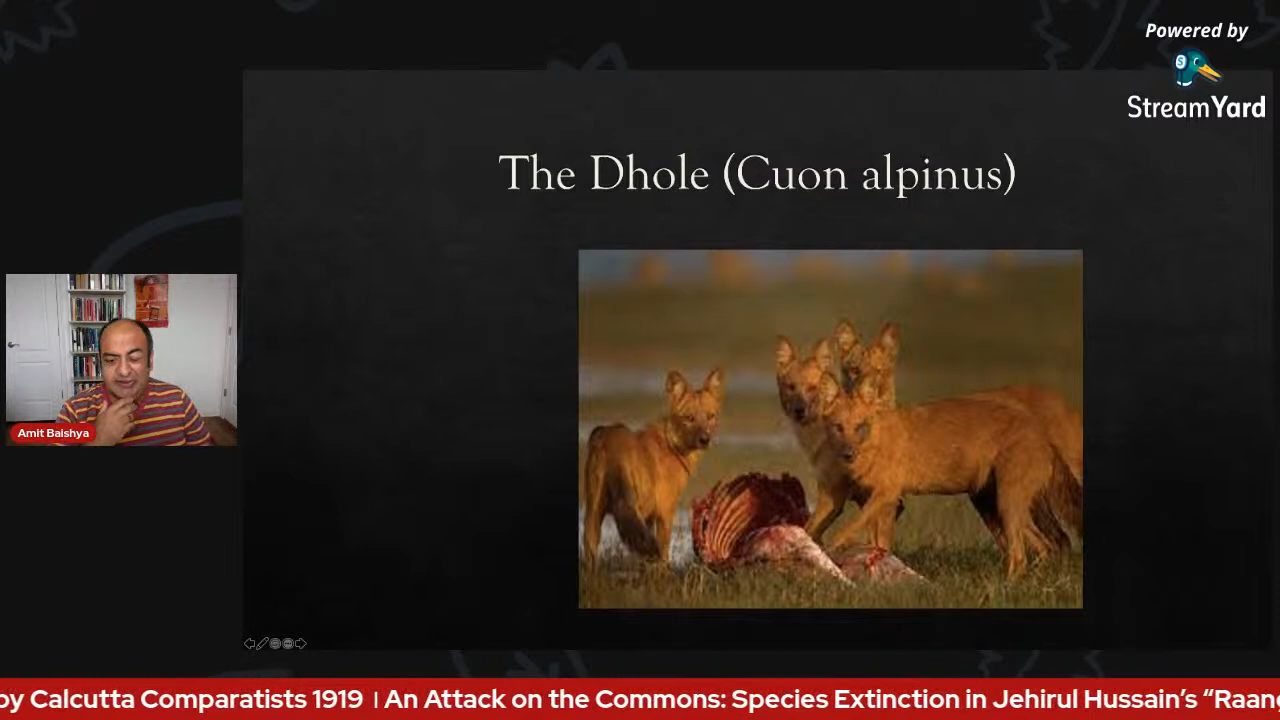 Powered by
StreamYard
The Dhole (Cuon alpinus)
Amit Baishya
by Calcutta Comparatists 1919 | An Attack on the Commons: Species Extinction in Jehirul Hussain’s “Raang